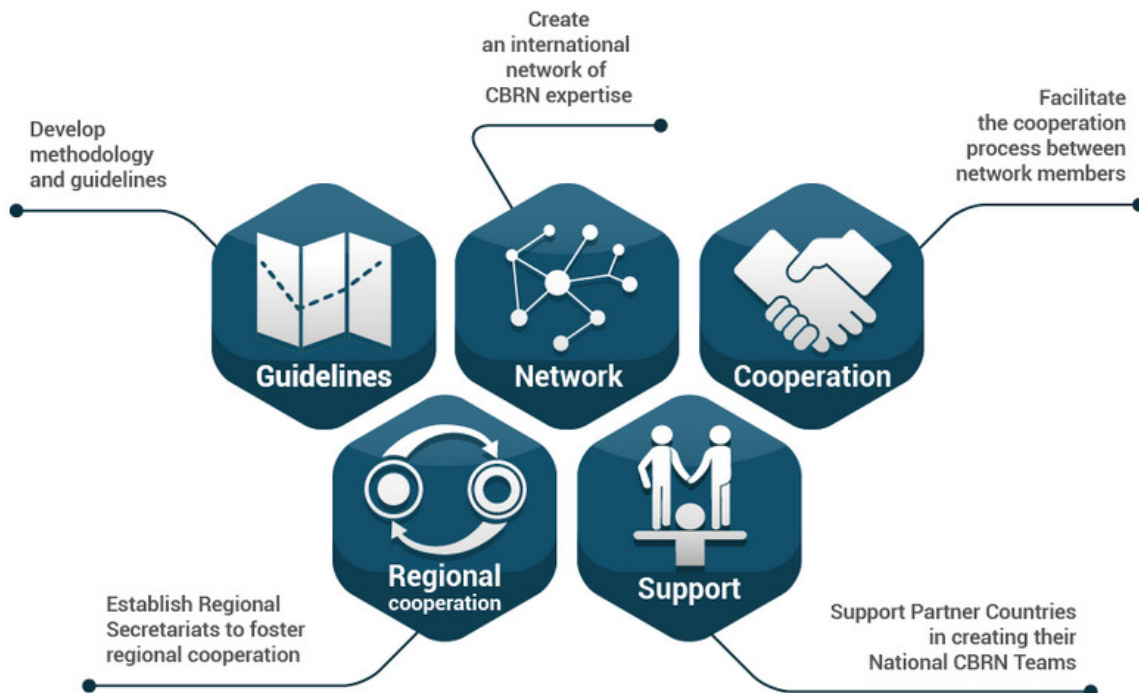 Create
an international
network of
CBRN expertise
Develop
methodology
and guidelines
Facilitate
the cooperation
process between
network members
Guidelines
Network
Cooperation
Regional
cooperation
Support
Establish Regional
Secretariats to foster
regional cooperation
Support Partner Countries
in creating their
National CBRN Teams